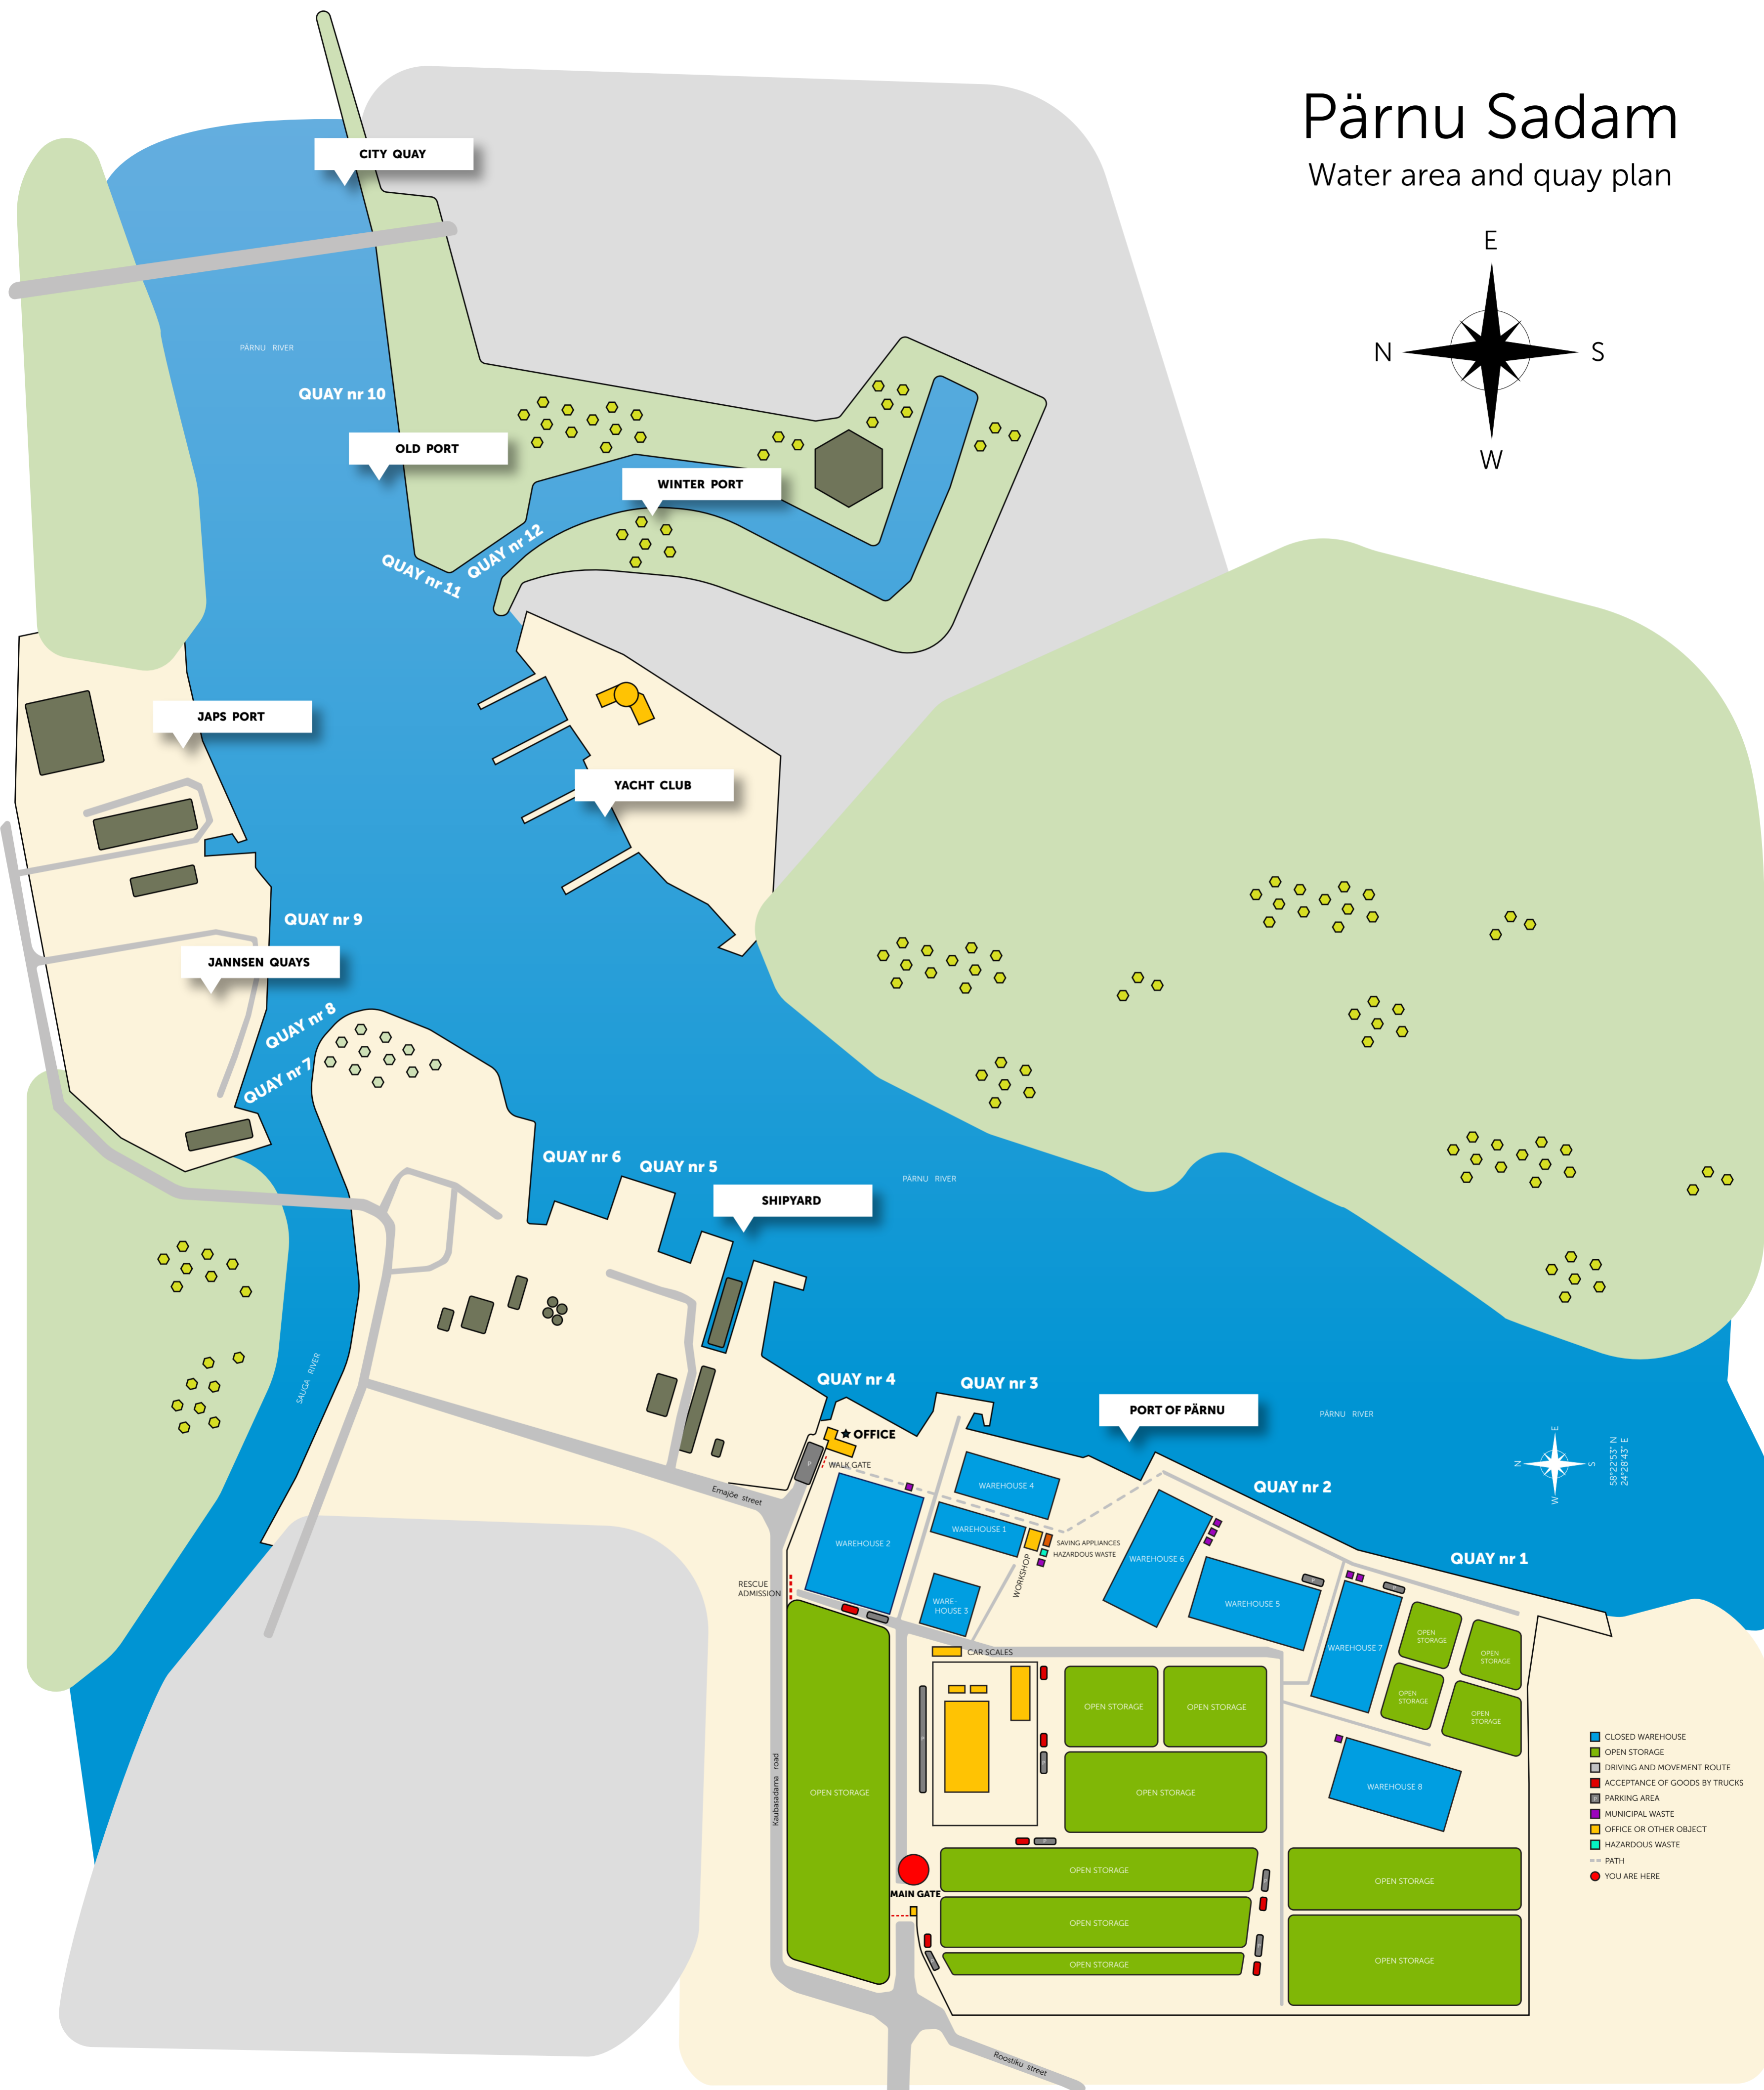 Pärnu Sadam
Water area and quay plan
E
N
S
W
CITY QUAY
PÄRNU RIVER
QUAY nr 10
OLD PORT
WINTER PORT
QUAY nr 12
QUAY nr 11
JAPS PORT
YACHT CLUB
QUAY nr 9
JANNSEN QUAYS
QUAY nr 8
QUAY nr 7
QUAY nr 6
QUAY nr 5
PÄRNU RIVER
SHIPYARD
SAUGA RIVER
QUAY nr 4
QUAY nr 3
PORT OF PÄRNU
PÄRNU RIVER
OFFICE
P
WALK GATE
Emajõe street
E
N
S
W
58°22'53" N
24°28'43" E
WAREHOUSE 4
QUAY nr 2
WAREHOUSE 1
WAREHOUSE 2
SAVING APPLIANCES
HAZARDOUS WASTE
WORKSHOP
WAREHOUSE 6
QUAY nr 1
RESCUE
ADMISSION
WARE-
HOUSE 3
WAREHOUSE 5
WAREHOUSE 7
OPEN
STORAGE
OPEN
STORAGE
OPEN
STORAGE
OPEN
STORAGE
CAR SCALES
OPEN STORAGE
OPEN STORAGE
OPEN STORAGE
OPEN STORAGE
WAREHOUSE 8
Kaubasadama road
OPEN STORAGE
OPEN STORAGE
MAIN GATE
OPEN STORAGE
OPEN STORAGE
OPEN STORAGE
Roostiku street
CLOSED WAREHOUSE
OPEN STORAGE
DRIVING AND MOVEMENT ROUTE
ACCEPTANCE OF GOODS BY TRUCKS
PARKING AREA
MUNICIPAL WASTE
OFFICE OR OTHER OBJECT
HAZARDOUS WASTE
PATH
YOU ARE HERE